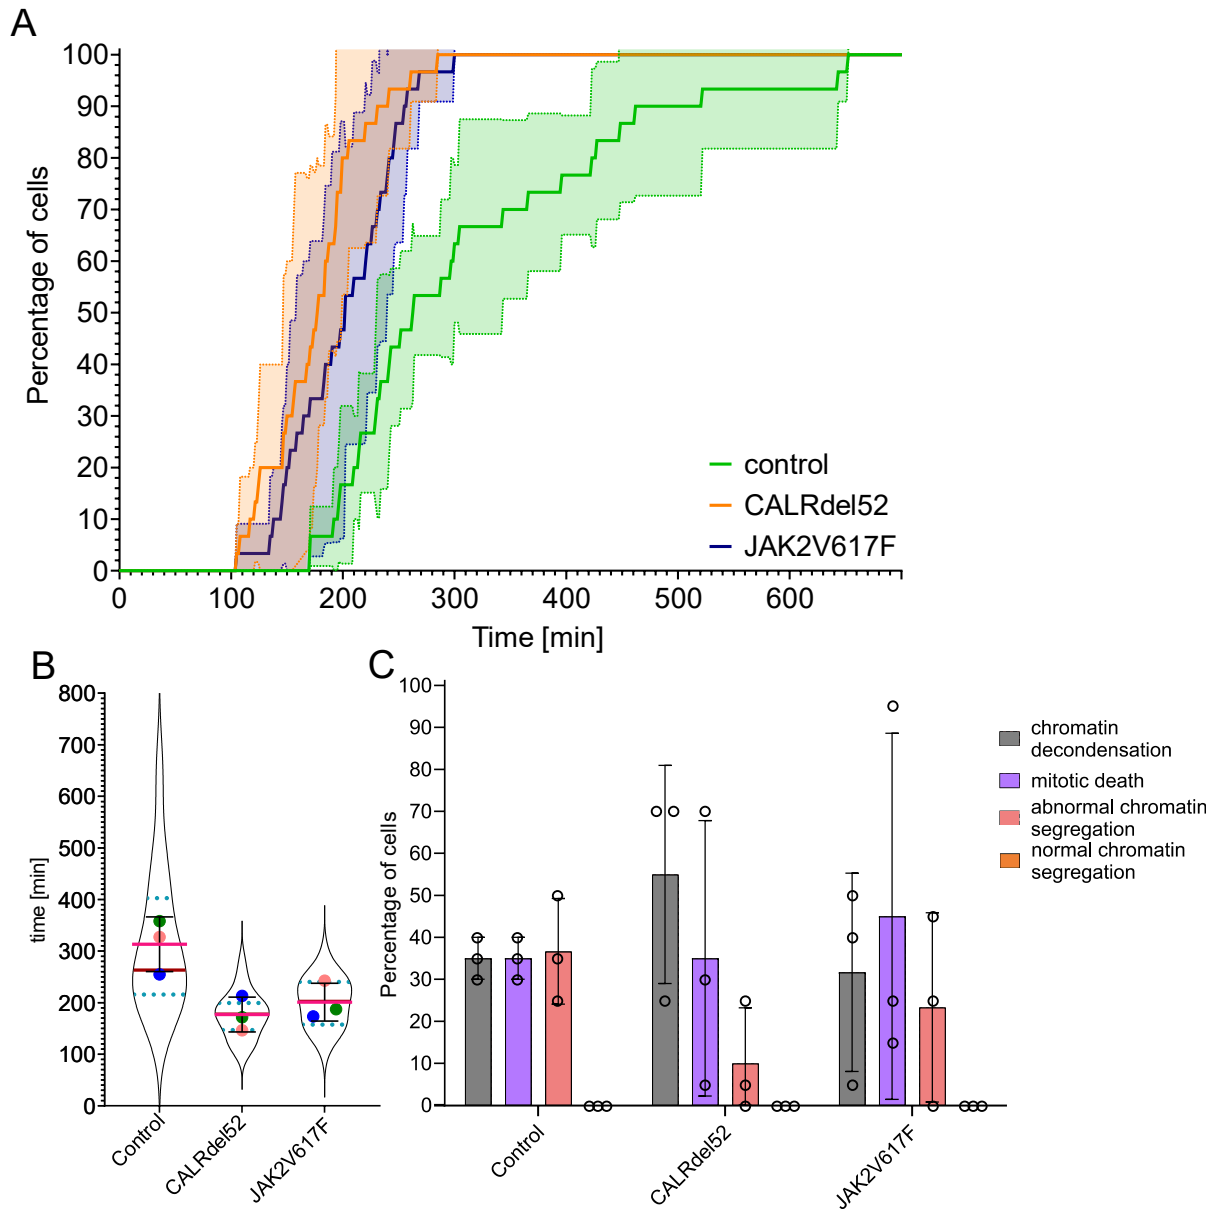 A
100
90
80
70
60
50
40
30
20
10
0
Percentage of cells
0 100 200 300 400 500 600
Time [min]
control
CALRdel52
JAK2V617F
B
800
700
600
500
400
300
200
100
0
time [min]
Control
CALRdel52
JAK2V617F
C
100
90
80
70
60
50
40
30
20
10
0
Percentage of cells
Control
CALRdel52
JAK2V617F
chromatin
decondensation
mitotic death
abnormal chromatin
segregation
normal chromatin
segregation